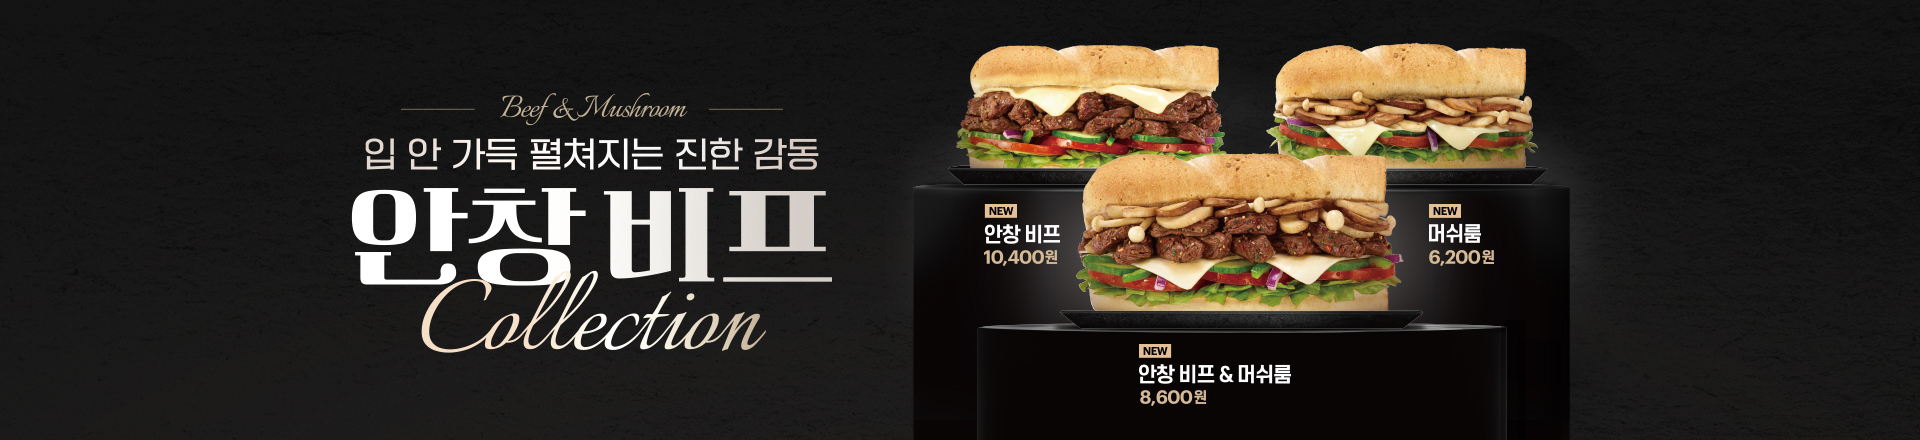 Beef & Mushroom
입 안 가득 펼쳐지는 진한 감동
안창 비프
Collection
NEW
안창 비프
10,400원
NEW
머쉬룸
6,200원
NEW
안창 비프 & 머쉬룸
8,600원